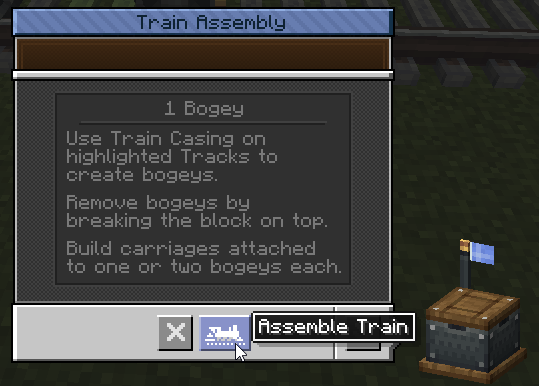 Train Assembly
1 Bogey
Use Train Casing on
highlighted Tracks to
create bogeys.
Remove bogeys by
breaking the block on top.
Build carriages attached
to one or two bogeys each.
Assemble Train